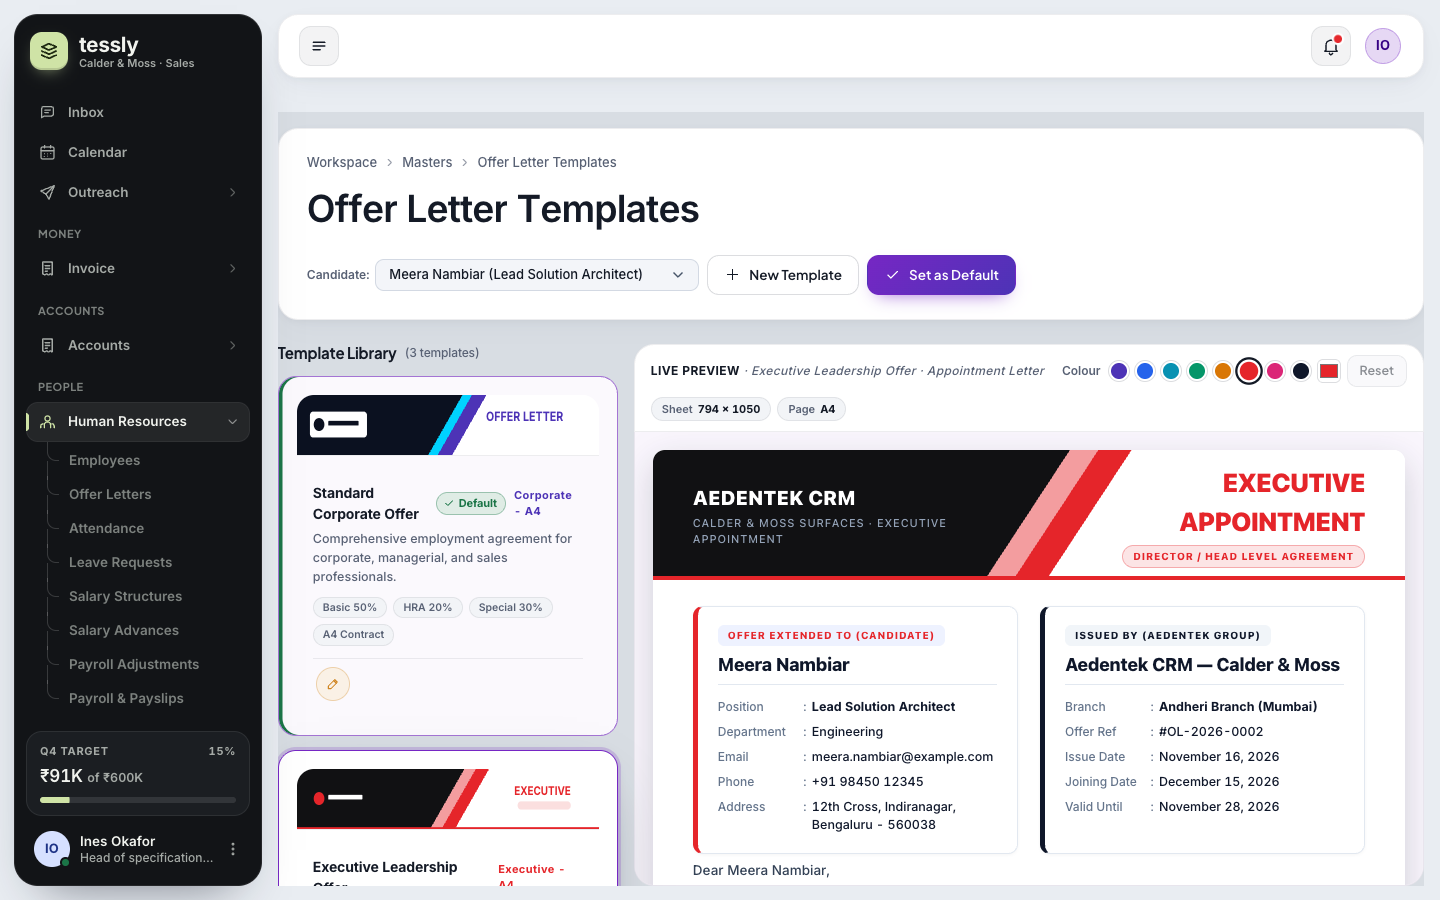 tessly
Calder & Moss · Sales
Inbox
Calendar
Outreach
MONEY
Invoice
ACCOUNTS
Accounts
PEOPLE
Human Resources
Employees
Offer Letters
Attendance
Leave Requests
Salary Structures
Salary Advances
Payroll Adjustments
Payroll & Payslips
Q4 TARGET 15%
₹91K of ₹600K
IO
Ines Okafor
Head of specification...
IO
Workspace > Masters > Offer Letter Templates
Offer Letter Templates
Candidate: Meera Nambiar (Lead Solution Architect) + New Template Set as Default
Template Library (3 templates)
OFFER LETTER
Standard
Corporate Offer
Default
Corporate
- A4
Comprehensive employment agreement for
corporate, managerial, and sales
professionals.
Basic 50% HRA 20% Special 30%
A4 Contract
EXECUTIVE
Executive Leadership
Offer
Executive -
A4
LIVE PREVIEW · Executive Leadership Offer · Appointment Letter Colour Reset
Sheet 794 × 1050 Page A4
AEDENTEK CRM
CALDER & MOSS SURFACES · EXECUTIVE
APPOINTMENT
EXECUTIVE
APPOINTMENT
DIRECTOR / HEAD LEVEL AGREEMENT
OFFER EXTENDED TO (CANDIDATE)
Meera Nambiar
Position : Lead Solution Architect
Department : Engineering
Email : meera.nambiar@example.com
Phone : +91 98450 12345
Address : 12th Cross, Indiranagar,
Bengaluru - 560038
ISSUED BY (AEDENTEK GROUP)
Aedentek CRM — Calder & Moss
Branch : Andheri Branch (Mumbai)
Offer Ref : #OL-2026-0002
Issue Date : November 16, 2026
Joining Date : December 15, 2026
Valid Until : November 28, 2026
Dear Meera Nambiar,